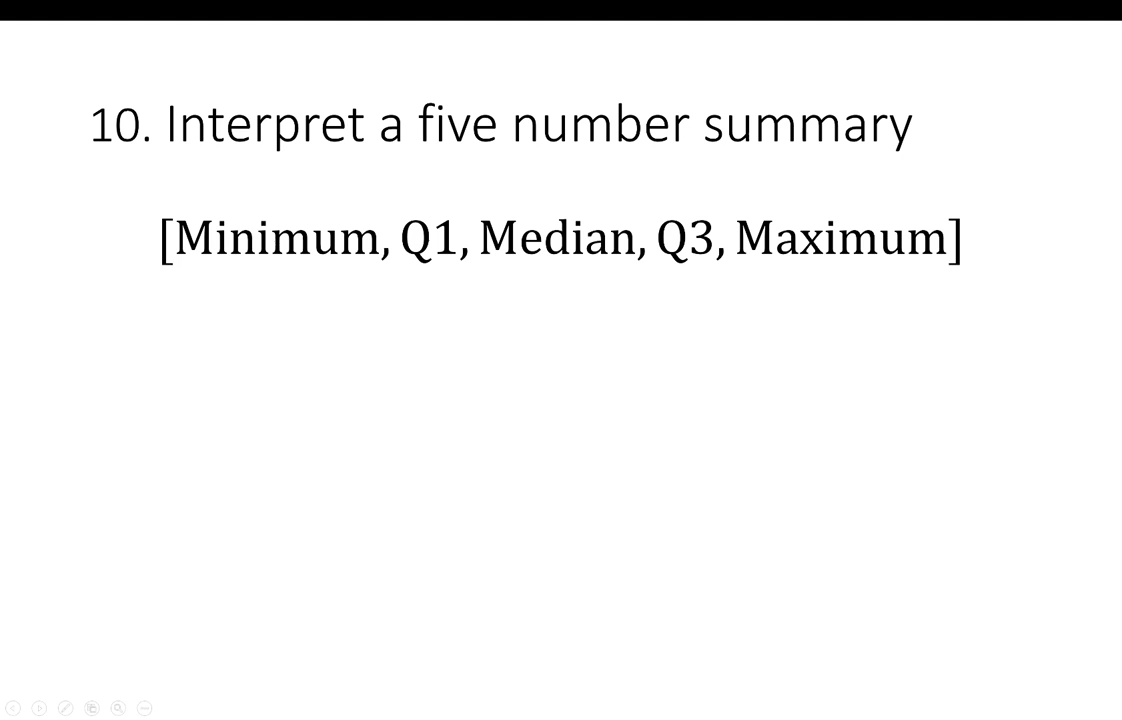 10. Interpret a five number summary
[Minimum, Q1, Median, Q3, Maximum]